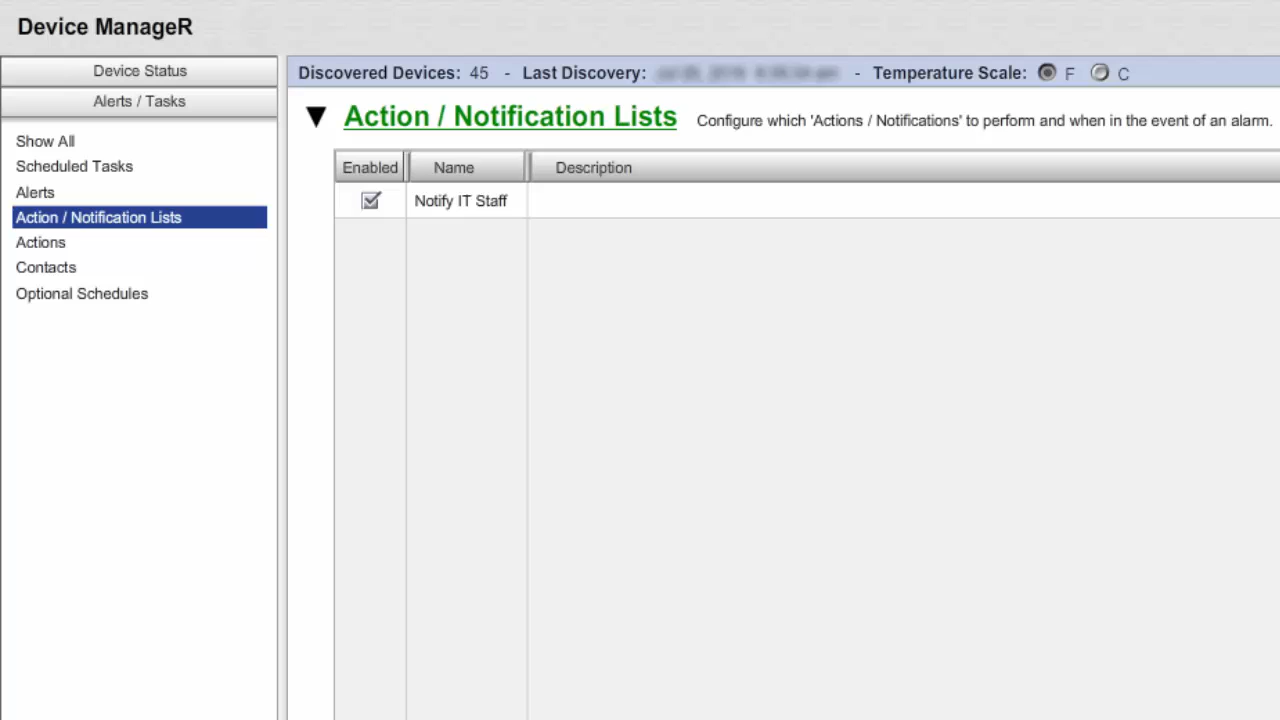 Device ManageR
Device Status
Alerts / Tasks
Show All
Scheduled Tasks
Alerts
Action / Notification Lists
Actions
Contacts
Optional Schedules
Discovered Devices: 45 - Last Discovery: - Temperature Scale: F C
Action / Notification Lists Configure which 'Actions / Notifications' to perform and when in the event of an alarm.
Enabled Name Description
Notify IT Staff